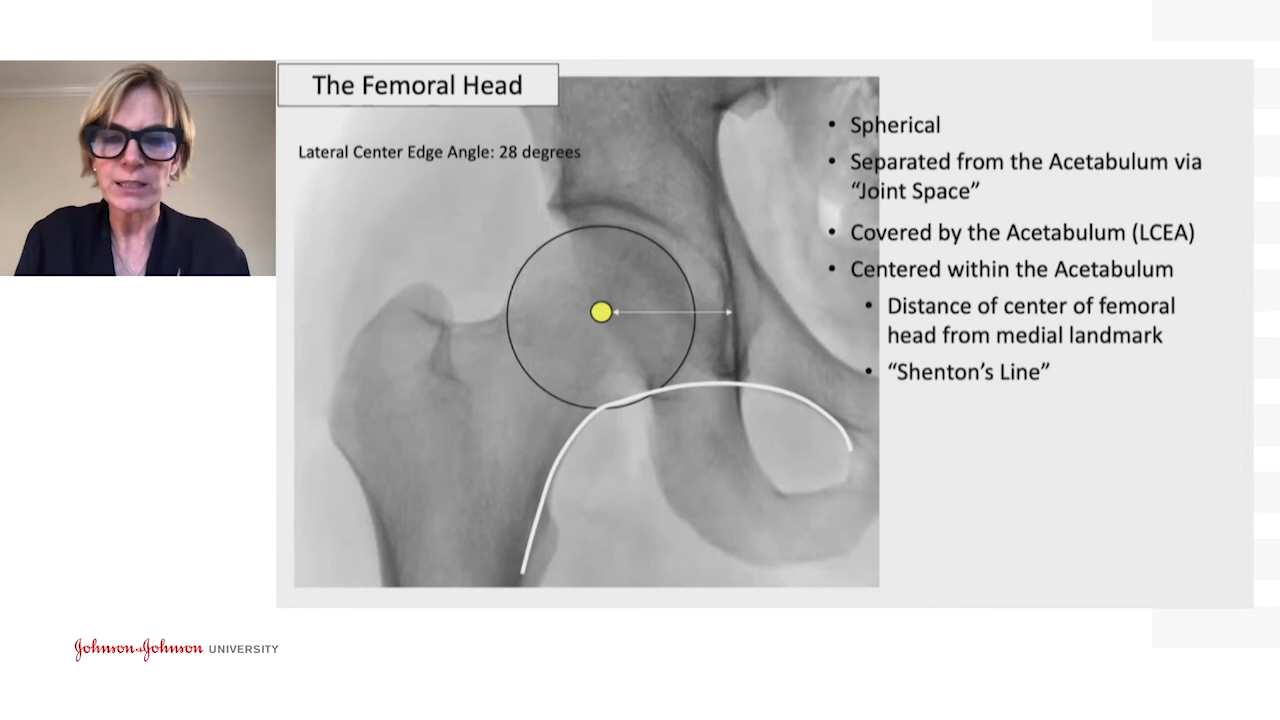 The Femoral Head
Lateral Center Edge Angle: 28 degrees
• Spherical
• Separated from the Acetabulum via
“Joint Space”
• Covered by the Acetabulum (LCEA)
• Centered within the Acetabulum
• Distance of center of femoral
head from medial landmark
• “Shenton’s Line”
Johnson+Johnson UNIVERSITY